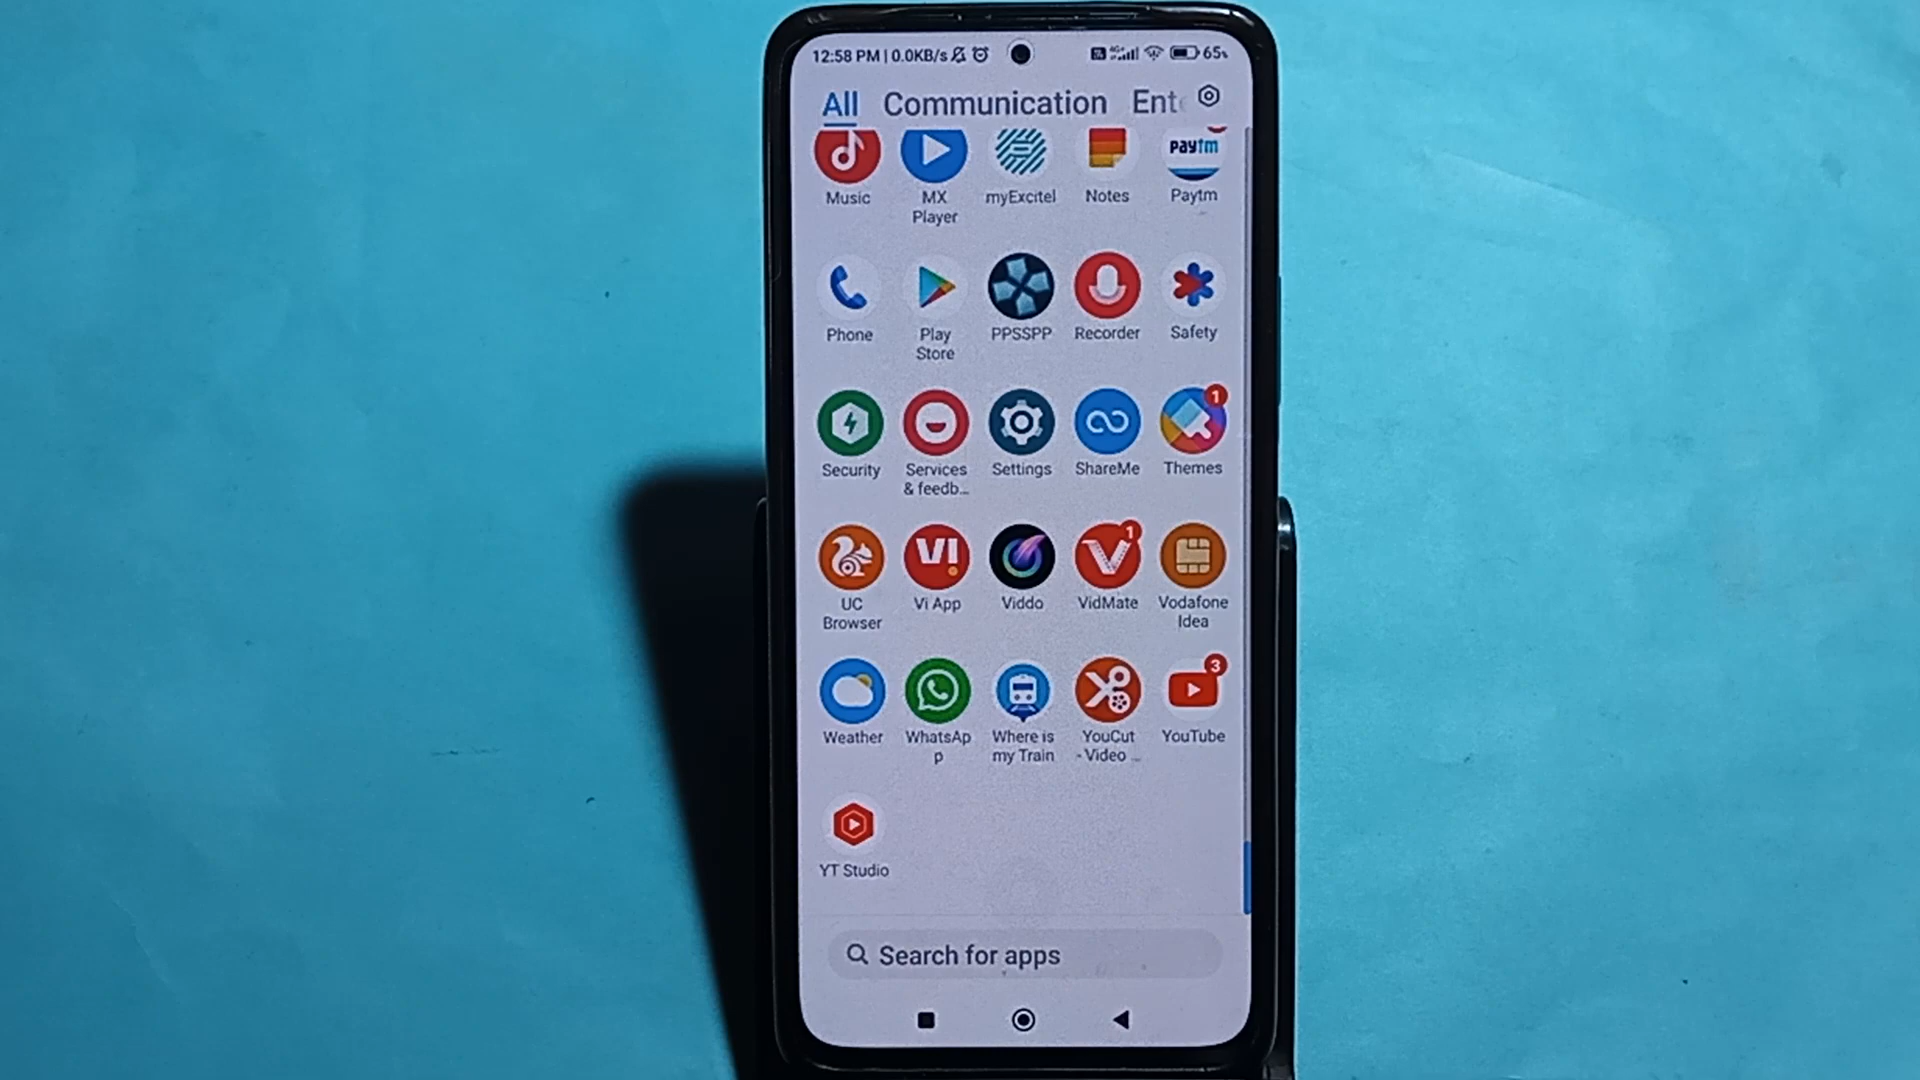 12:58 PM | 0.0KB/s 4G+ 65%
All Communication Ent
Paytm
Music MX Player myExcitel Notes Paytm
Phone Play Store PPSSPP Recorder Safety
1
Security Services & feedb... Settings ShareMe Themes
VI 1
UC Browser Vi App Viddo VidMate Vodafone Idea
3
Weather WhatsApp Where is my Train YouCut - Video ... YouTube
YT Studio
Search for apps